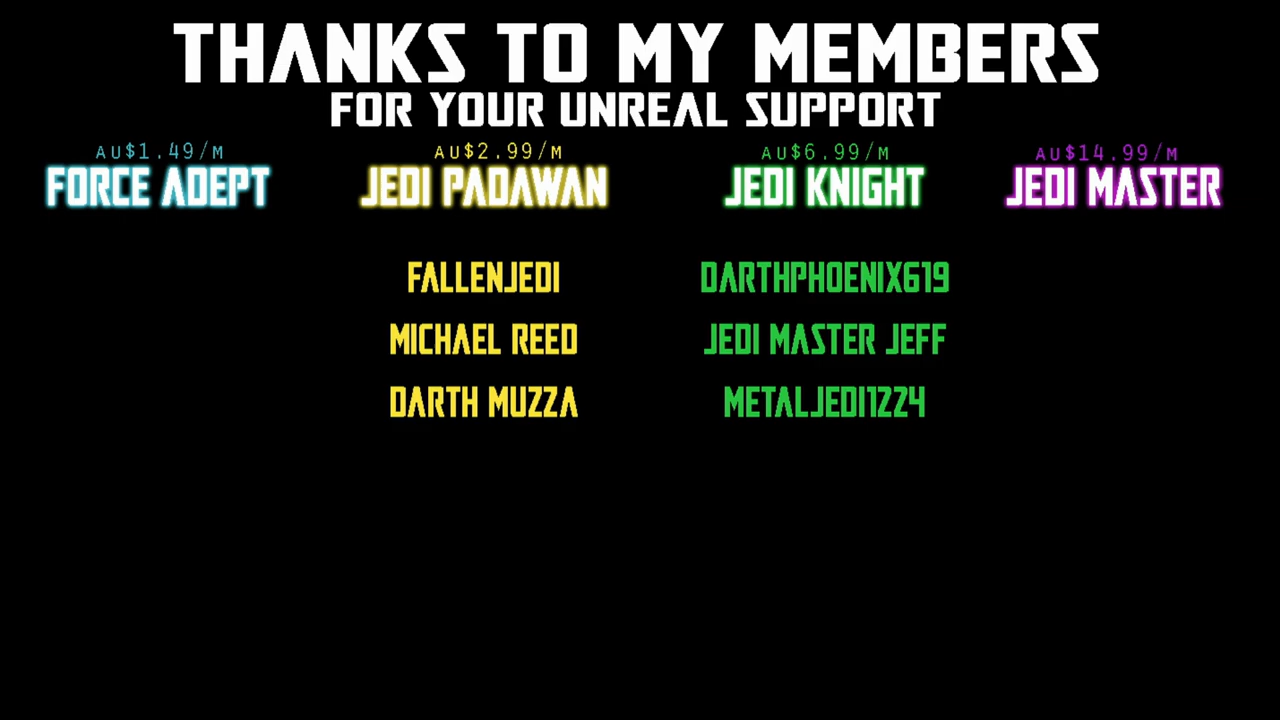 THANKS TO MY MEMBERS
FOR YOUR UNREAL SUPPORT
AU$1.49/M AU$2.99/M AU$6.99/M AU$14.99/M
FORCE ADEPT JEDI PADAWAN JEDI KNIGHT JEDI MASTER
FALLENJEDI DARTHPHOENIX619
MICHAEL REED JEDI MASTER JEFF
DARTH MUZZA METALJEDI1224